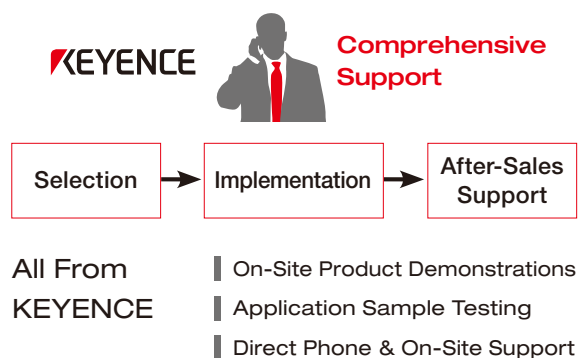 KEYENCE
Comprehensive
Support
Selection
Implementation
After-Sales
Support
All From
KEYENCE
On-Site Product Demonstrations
Application Sample Testing
Direct Phone & On-Site Support